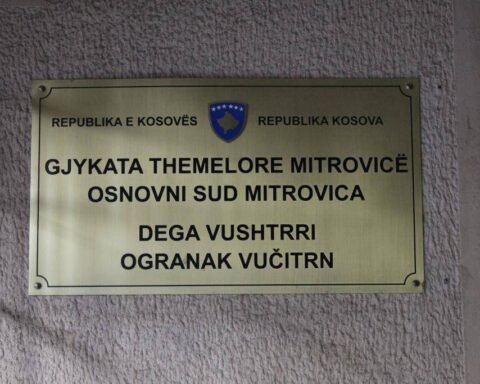 REPUBLIKA E KOSOVËS REPUBLIKA KOSOVA
GJYKATA THEMELORE MITROVICË
OSNOVNI SUD MITROVICA
DEGA VUSHTRRI
OGRANAK VUČITRN